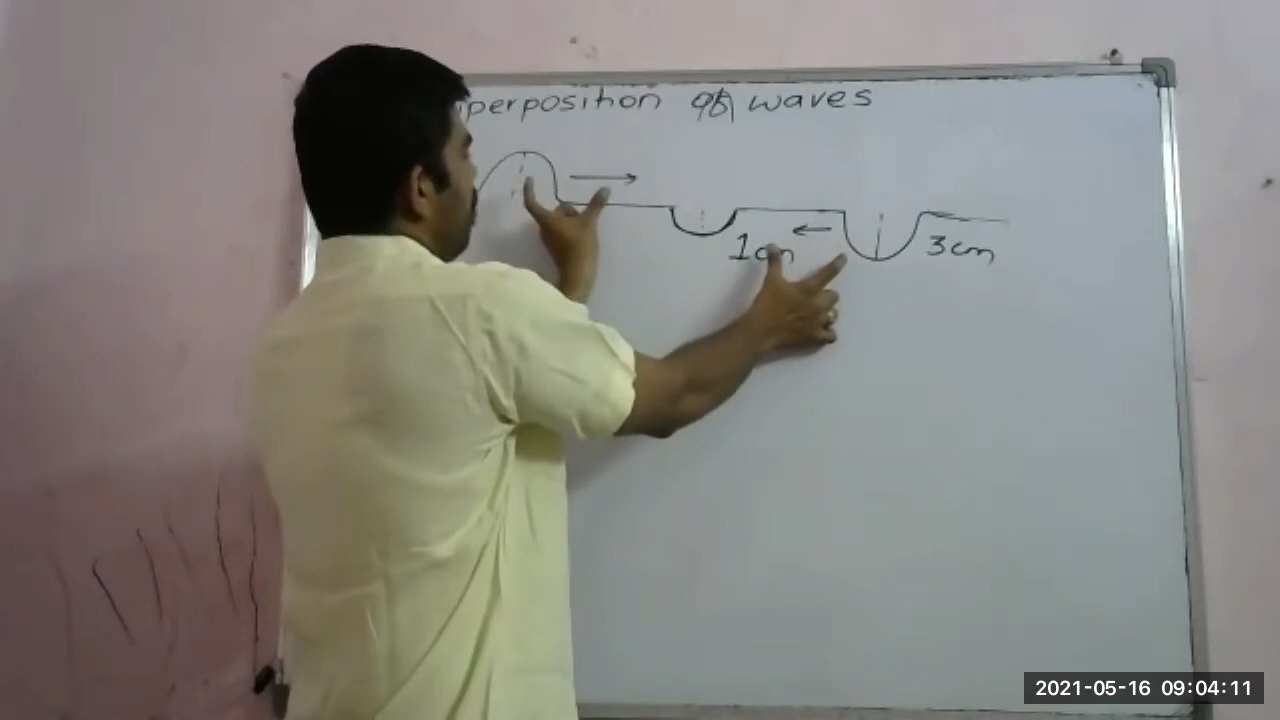 perposition of waves
1cm
3cm
2021-05-16 09:04:11